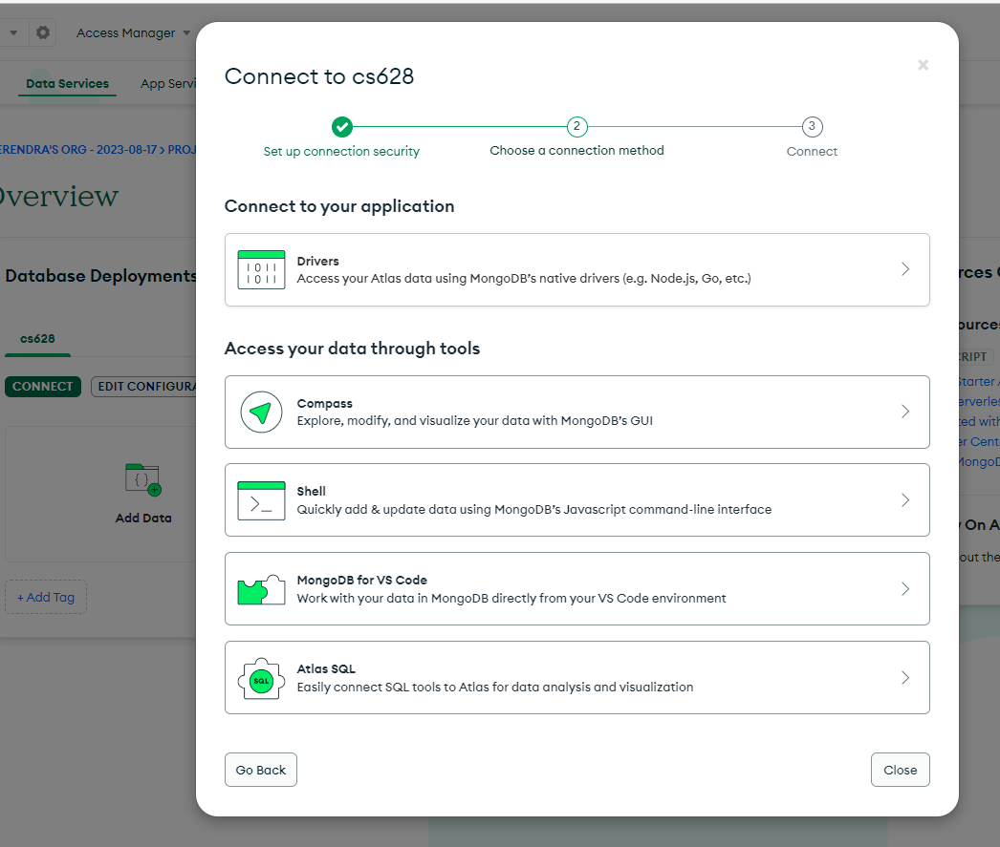 Access Manager
Connect to cs628
Data Services
App Servi
2
3
Set up connection security
Choose a connection method
Connect
ERENDRA'S ORG - 2023-08-17 > PROJ
Overview
Connect to your application
Drivers
Access your Atlas data using MongoDB's native drivers (e.g. Node.js, Go, etc.)
1011
1011
Database Deployments
rces
Access your data through tools
cs628
CONNECT
EDIT CONFIGURA
Compass
Explore, modify, and visualize your data with MongoDB's GUI
ources
RIPT
Starter
erverles
ted with
er Cent
MongoD
{ }
Add Data
Shell
Quickly add & update data using MongoDB's Javascript command-line interface
>_
y On A
out the
MongoDB for VS Code
Work with your data in MongoDB directly from your VS Code environment
+ Add Tag
SQL
Atlas SQL
Easily connect SQL tools to Atlas for data analysis and visualization
Go Back
Close